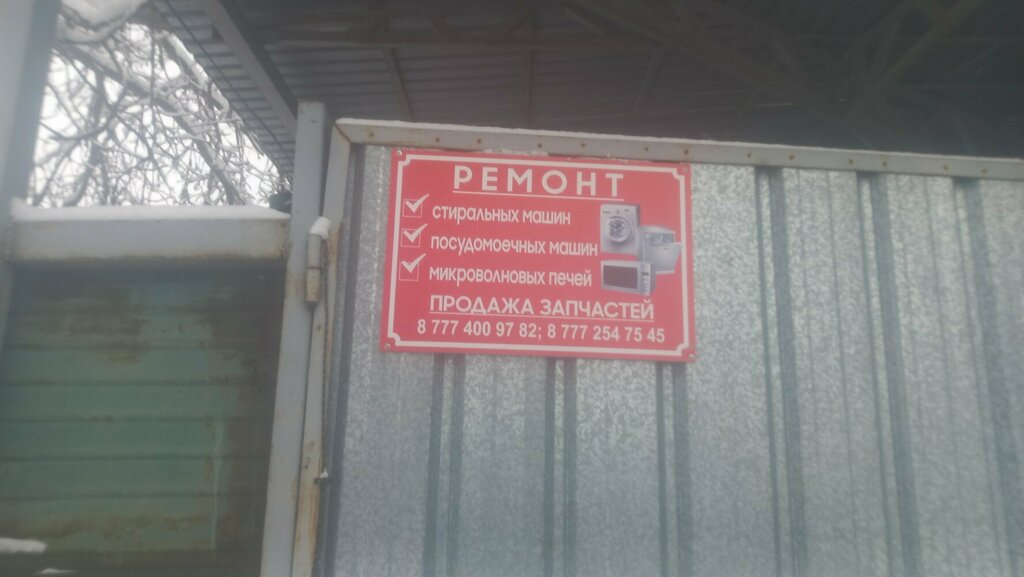 РЕМОНТ
стиральных машин
посудомоечных машин
микроволновых печей
ПРОДАЖА ЗАПЧАСТЕЙ
8 777 400 97 82; 8 777 254 75 45